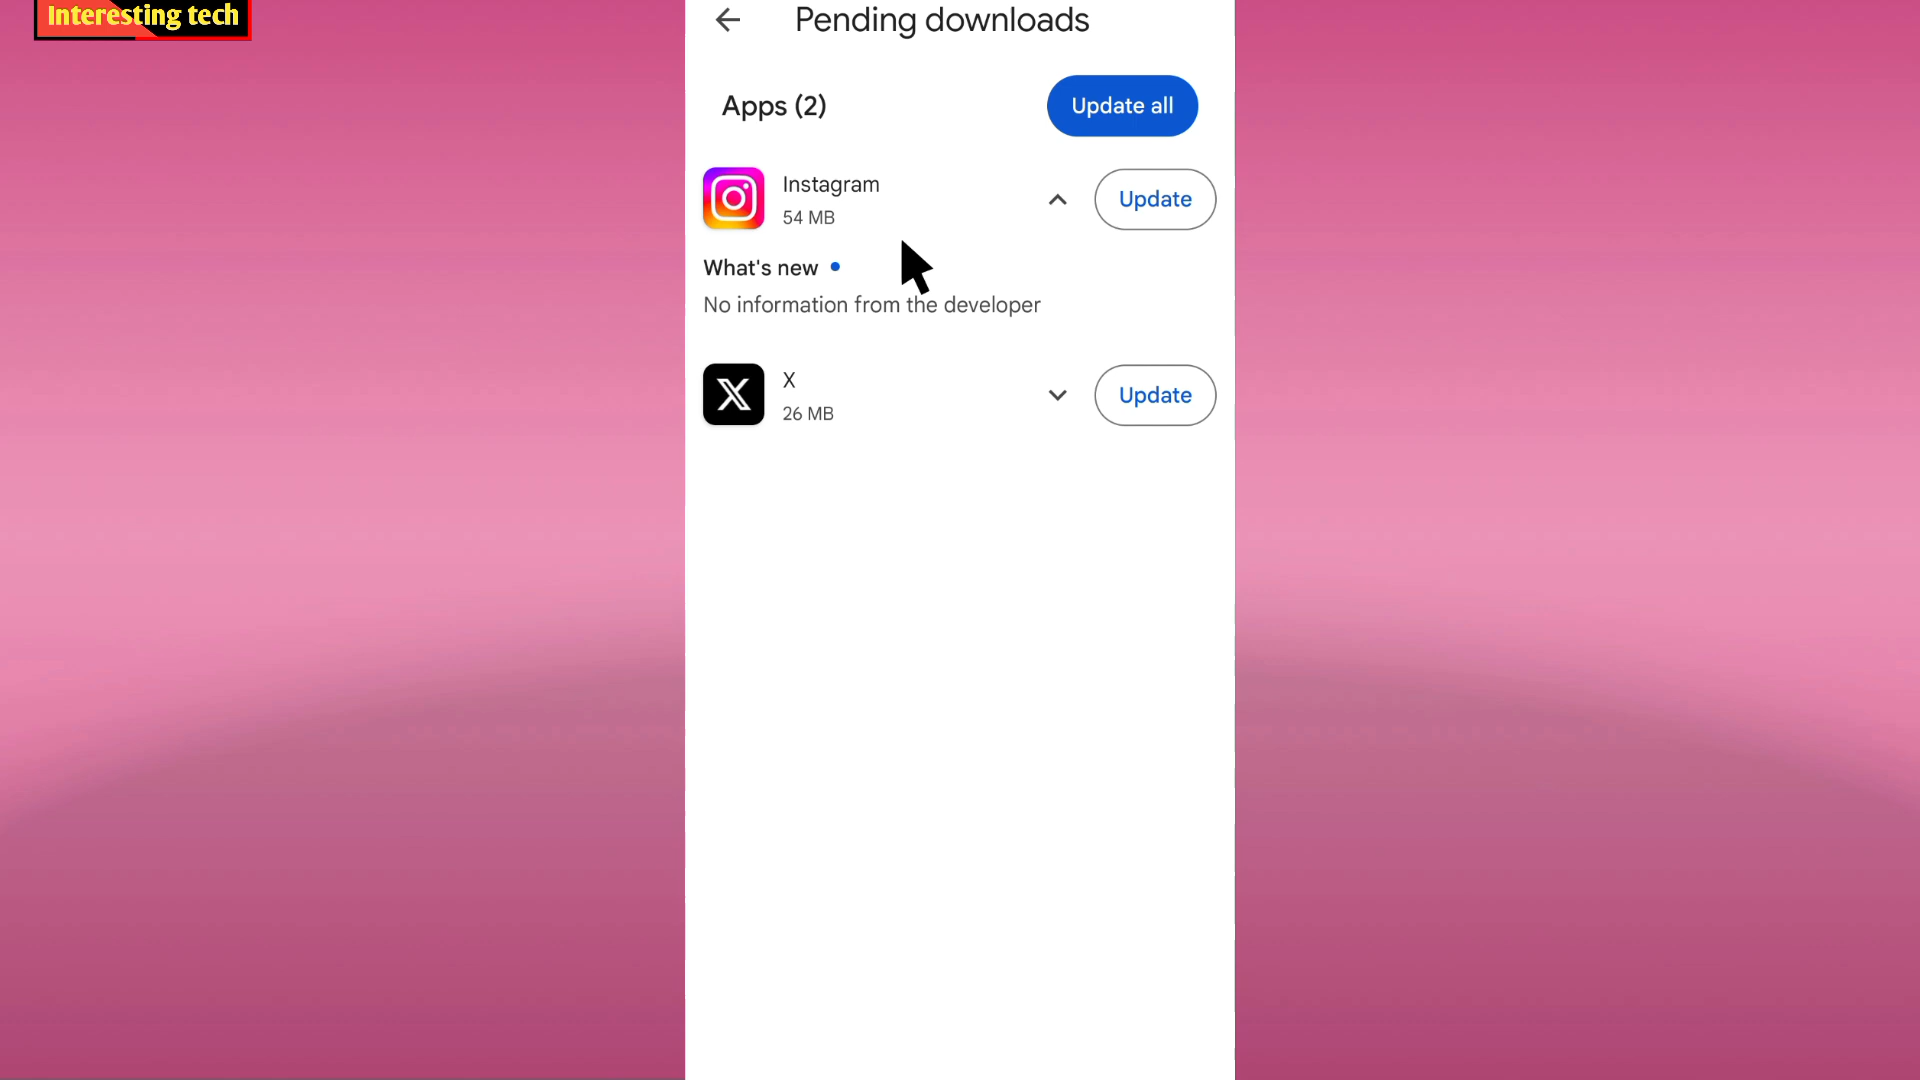 Interesting tech
Pending downloads
Apps (2)
Update all
Instagram
54 MB
Update
What's new
No information from the developer
X
26 MB
Update